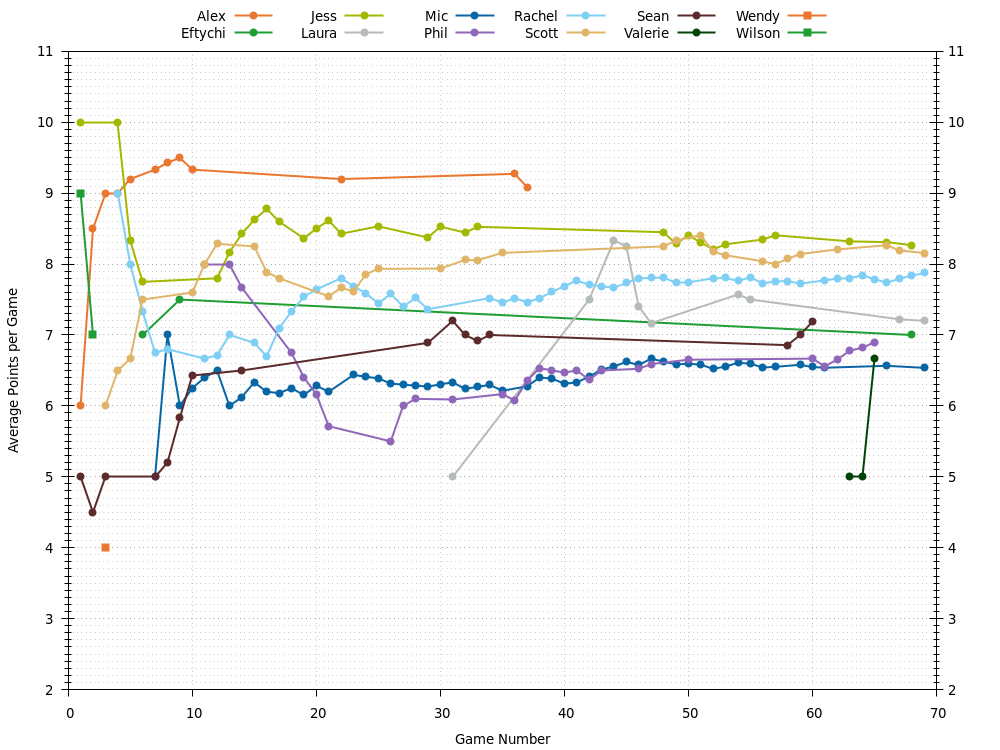 Alex Jess Mic Rachel Sean Wendy
Eftychi Laura Phil Scott Valerie Wilson
11 11
10 10
9 9
8 8
7 7
6 6
5 5
4 4
3 3
2 2
Average Points per Game
0 10 20 30 40 50 60 70
Game Number